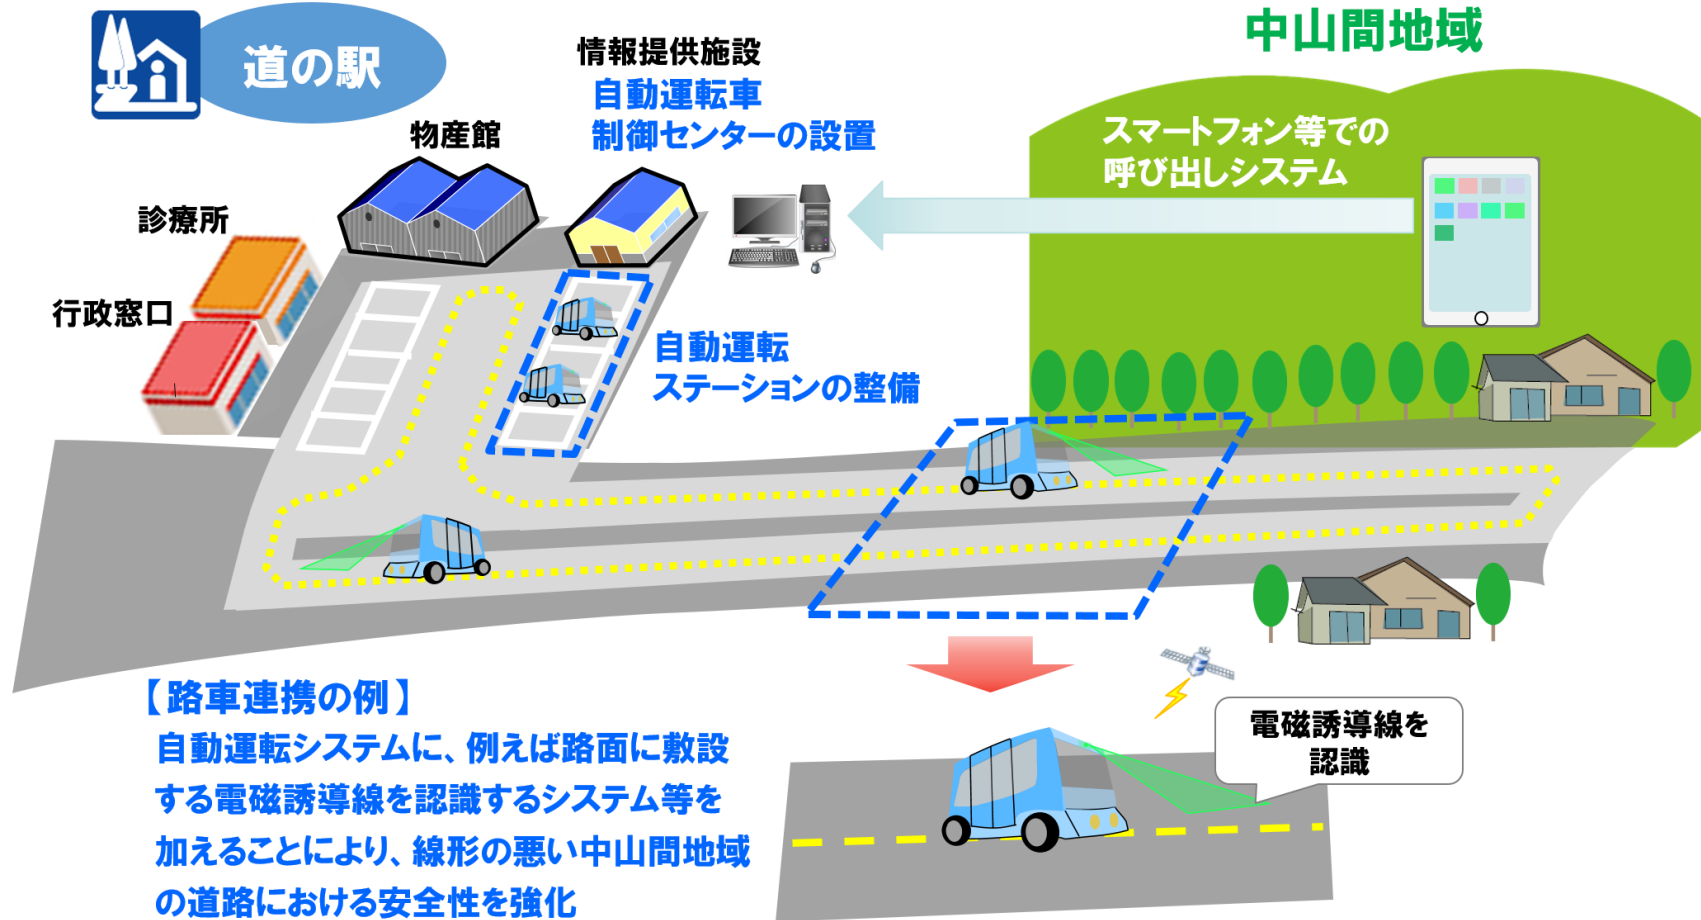 道の駅
情報提供施設
自動運転車
制御センターの設置
中山間地域
物産館
スマートフォン等での
呼び出しシステム
診療所
行政窓口
自動運転
ステーションの整備
【路車連携の例】
自動運転システムに、例えば路面に敷設
する電磁誘導線を認識するシステム等を
加えることにより、線形の悪い中山間地域
の道路における安全性を強化
電磁誘導線を
認識